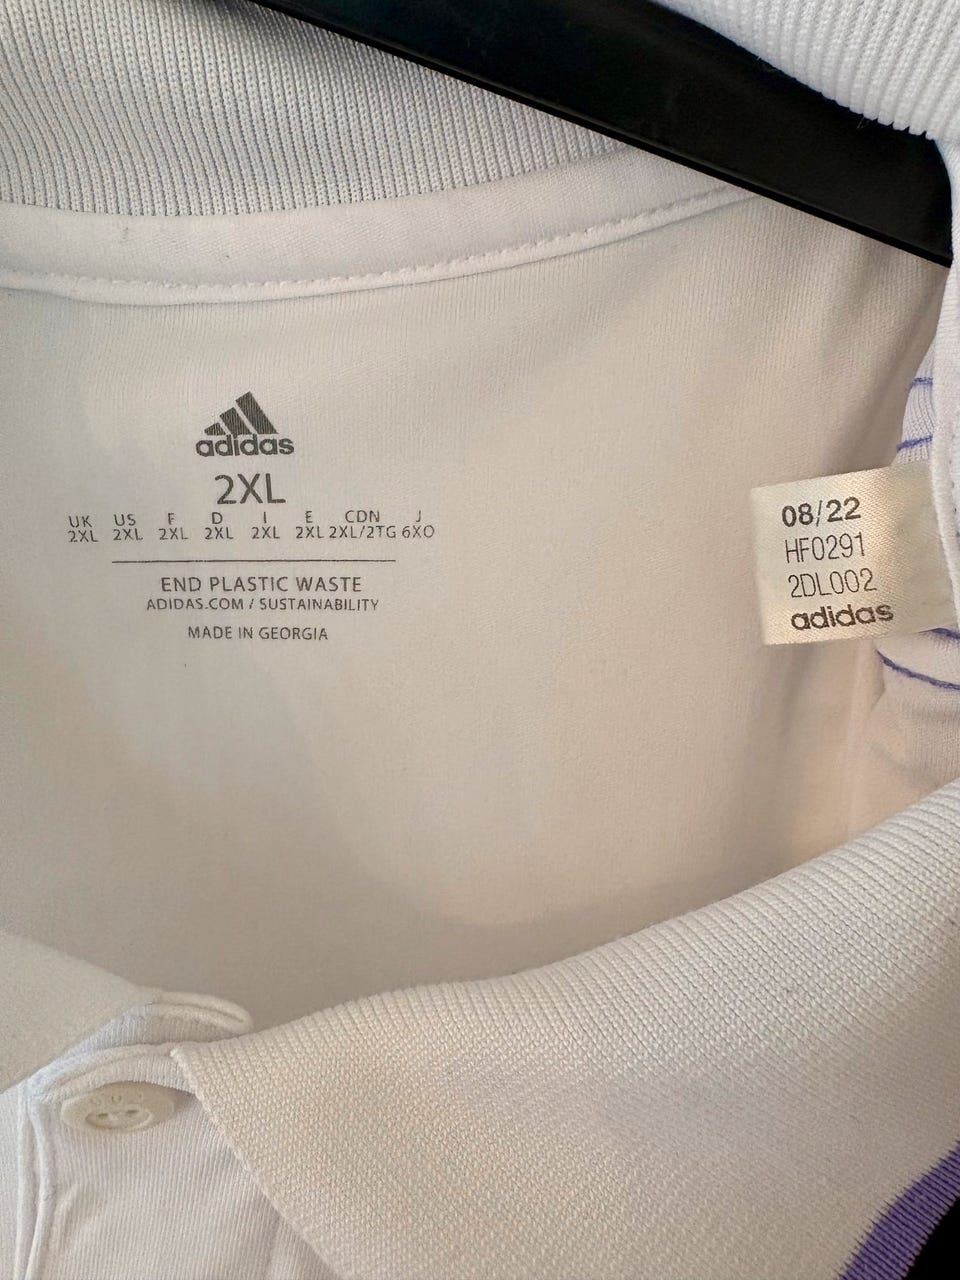 adidas
2XL
UK US F D I E CDN J
2XL 2XL 2XL 2XL 2XL 2XL 2XL/2TG 6XO
END PLASTIC WASTE
ADIDAS.COM / SUSTAINABILITY
MADE IN GEORGIA
08/22
HF0291
2DL002
adidas